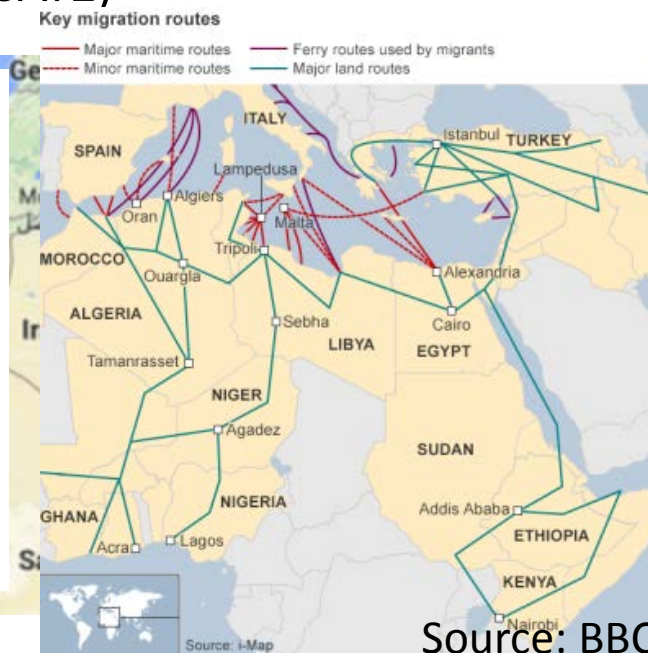 Key migration routes
Major maritime routes
Ferry routes used by migrants
Minor maritime routes
Major land routes
Ge
ITALY
Istanbul
TURKEY
SPAIN
Lampedusa
Algiers
Oran
Malta
Tripoli
MOROCCO
Ouargla
Alexandria
ALGERIA
Sebha
Cairo
LIBYA
EGYPT
Tamanrasset
NIGER
Agadez
SUDAN
NIGERIA
Addis Ababa
GHANA
ETHIOPIA
Acra
Lagos
KENYA
Nairobi
Source: i-Map
Source: BBC